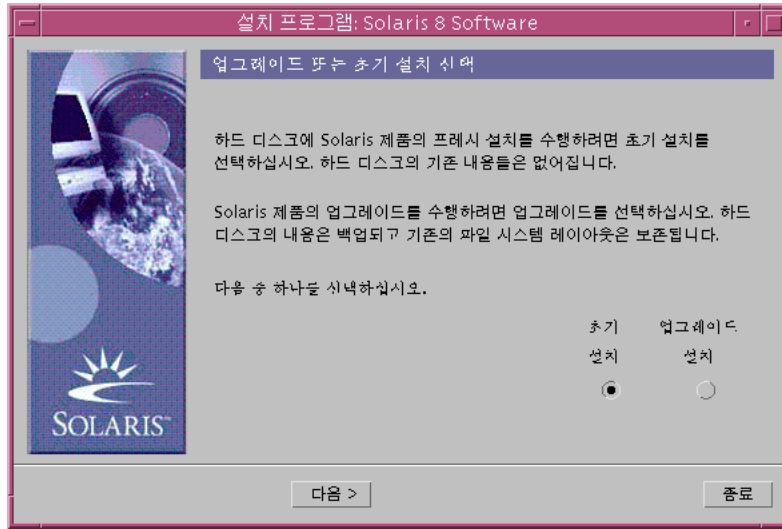 설치 프로그램: Solaris 8 Software
업그레이드 또는 초기 설치 선택
하드 디스크에 Solaris 제품의 프레시 설치를 수행하려면 초기 설치를
선택하십시오. 하드 디스크의 기존 내용들은 없어집니다.
Solaris 제품의 업그레이드를 수행하려면 업그레이드를 선택하십시오. 하드
디스크의 내용은 백업되고 기존의 파일 시스템 레이아웃은 보존됩니다.
다음 중 하나를 선택하십시오.
초기 업그레이드
설치 설치
SOLARIS™
다음 >
종료